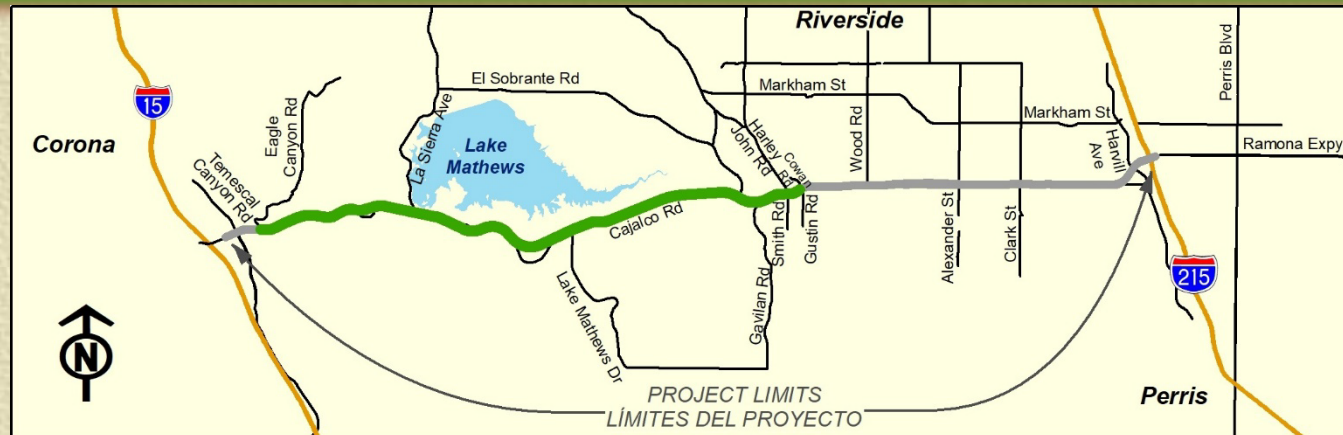 Riverside
15
El Sobrante Rd
Markham St
Perris Blvd
Corona
Eagle
Canyon Rd
La Sierra Ave
Lake
Mathews
Harley
John Rd
Cowan
Rd
Wood Rd
Markham St
Harvill
Ave
Ramona Expy
Temescal
Canyon Rd
Cajalco Rd
Smith Rd
Gustin Rd
Alexander St
Clark St
215
Lake Mathews Dr
Gavilan Rd
N
PROJECT LIMITS
LÍMITES DEL PROYECTO
Perris